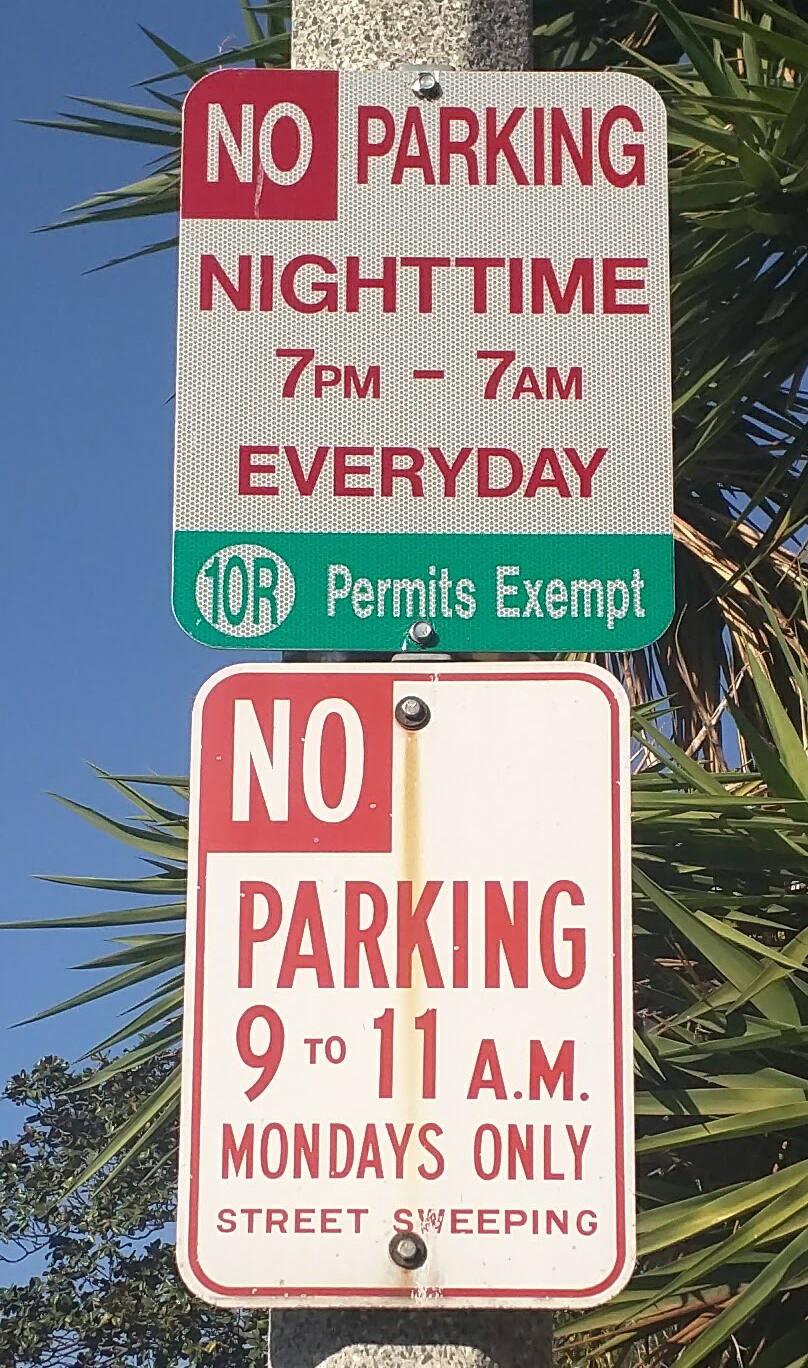 NO PARKING
NIGHTTIME
7PM - 7AM
EVERYDAY
10R Permits Exempt
NO
PARKING
9 TO 11 A.M.
MONDAYS ONLY
STREET SWEEPING